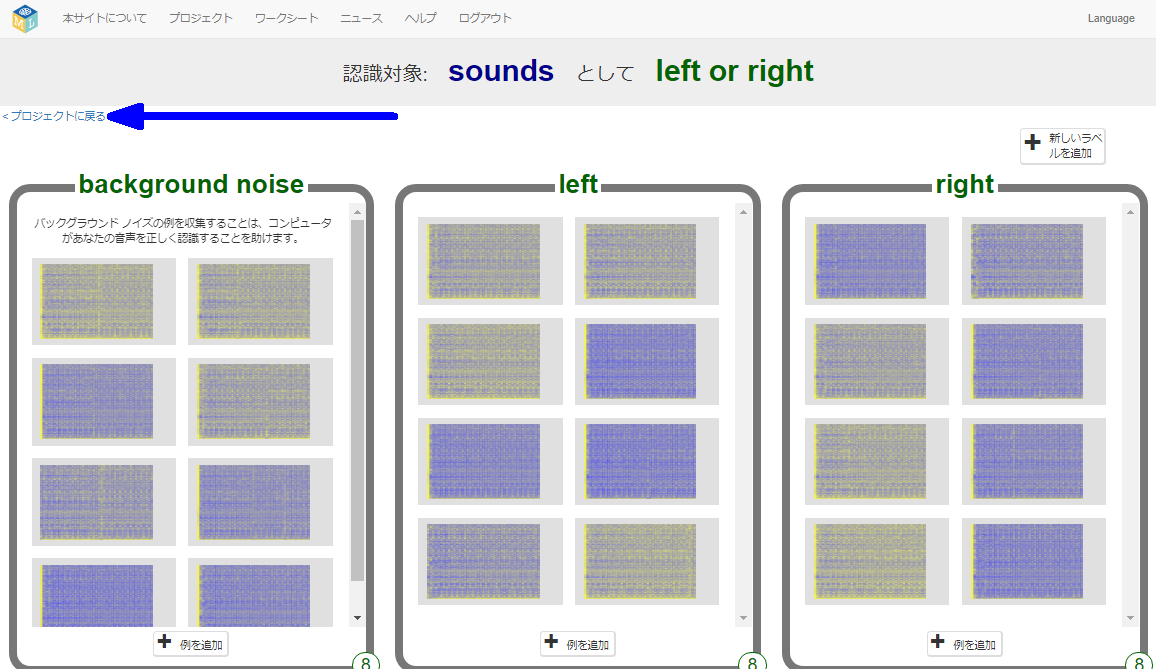 本サイトについて プロジェクト ワークシート ニュース ヘルプ ログアウト Language
認識対象: sounds として left or right
< プロジェクトに戻る
新しいラベ
ルを追加
background noise
バックグラウンド ノイズの例を収集することは、コンピュータ
があなたの音声を正しく認識することを助けます。
例を追加
8
left
例を追加
8
right
例を追加
8